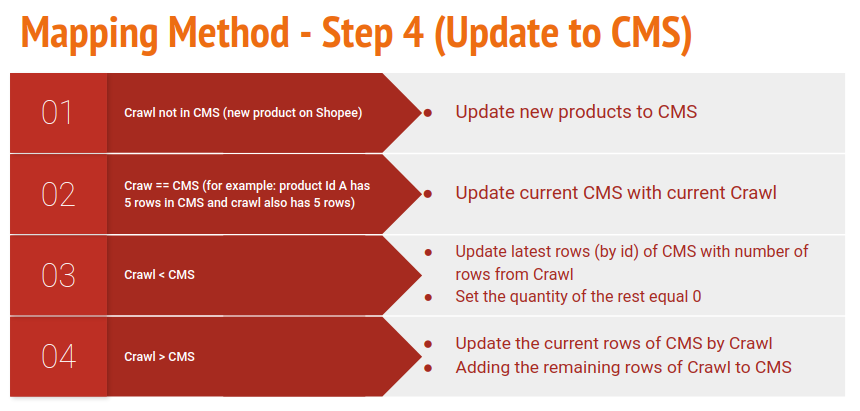 Mapping Method - Step 4 (Update to CMS)
01
Crawl not in CMS (new product on Shopee)
● Update new products to CMS
02
Craw == CMS (for example: product Id A has
5 rows in CMS and crawl also has 5 rows)
● Update current CMS with current Crawl
03
Crawl < CMS
● Update latest rows (by id) of CMS with number of
rows from Crawl
● Set the quantity of the rest equal 0
04
Crawl > CMS
● Update the current rows of CMS by Crawl
● Adding the remaining rows of Crawl to CMS